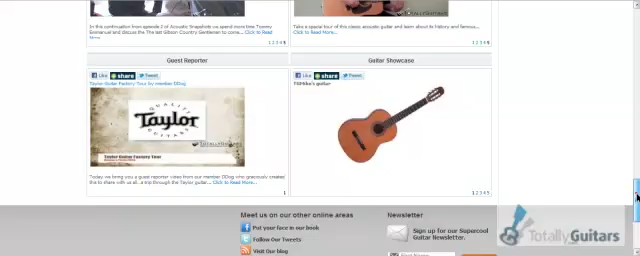 In this continuation from episode 2 of Acoustic Snapshots we spend more time Tommy
Emmanuel and discuss the The last Gibson Country Gentlemen to come... Click to Read
More
1 2 3 4 5
Take a special tour of this classic acoustic guitar and learn about its history and famous...
Click to Read More...
1 2 3 4 5
Guest Reporter
Like share Tweet
Taylor Guitar Factory Tour by member DDog
QUALITY
Taylor
GUITARS
TotallyGuitars
Taylor Guitar Factory Tour
Today we bring you a guest reporter video from our member DDog who graciously created
this to share with us all...a trip through the Taylor guitar... Click to Read More...
1
Guitar Showcase
Like share Tweet
guitar
1 2 3 4 5
Meet us on our other online areas
Put your face in our book
Follow Our Tweets
Visit Our blog
Newsletter
Sign up for our Supercool
Guitar Newsletter.
TotallyGuitars